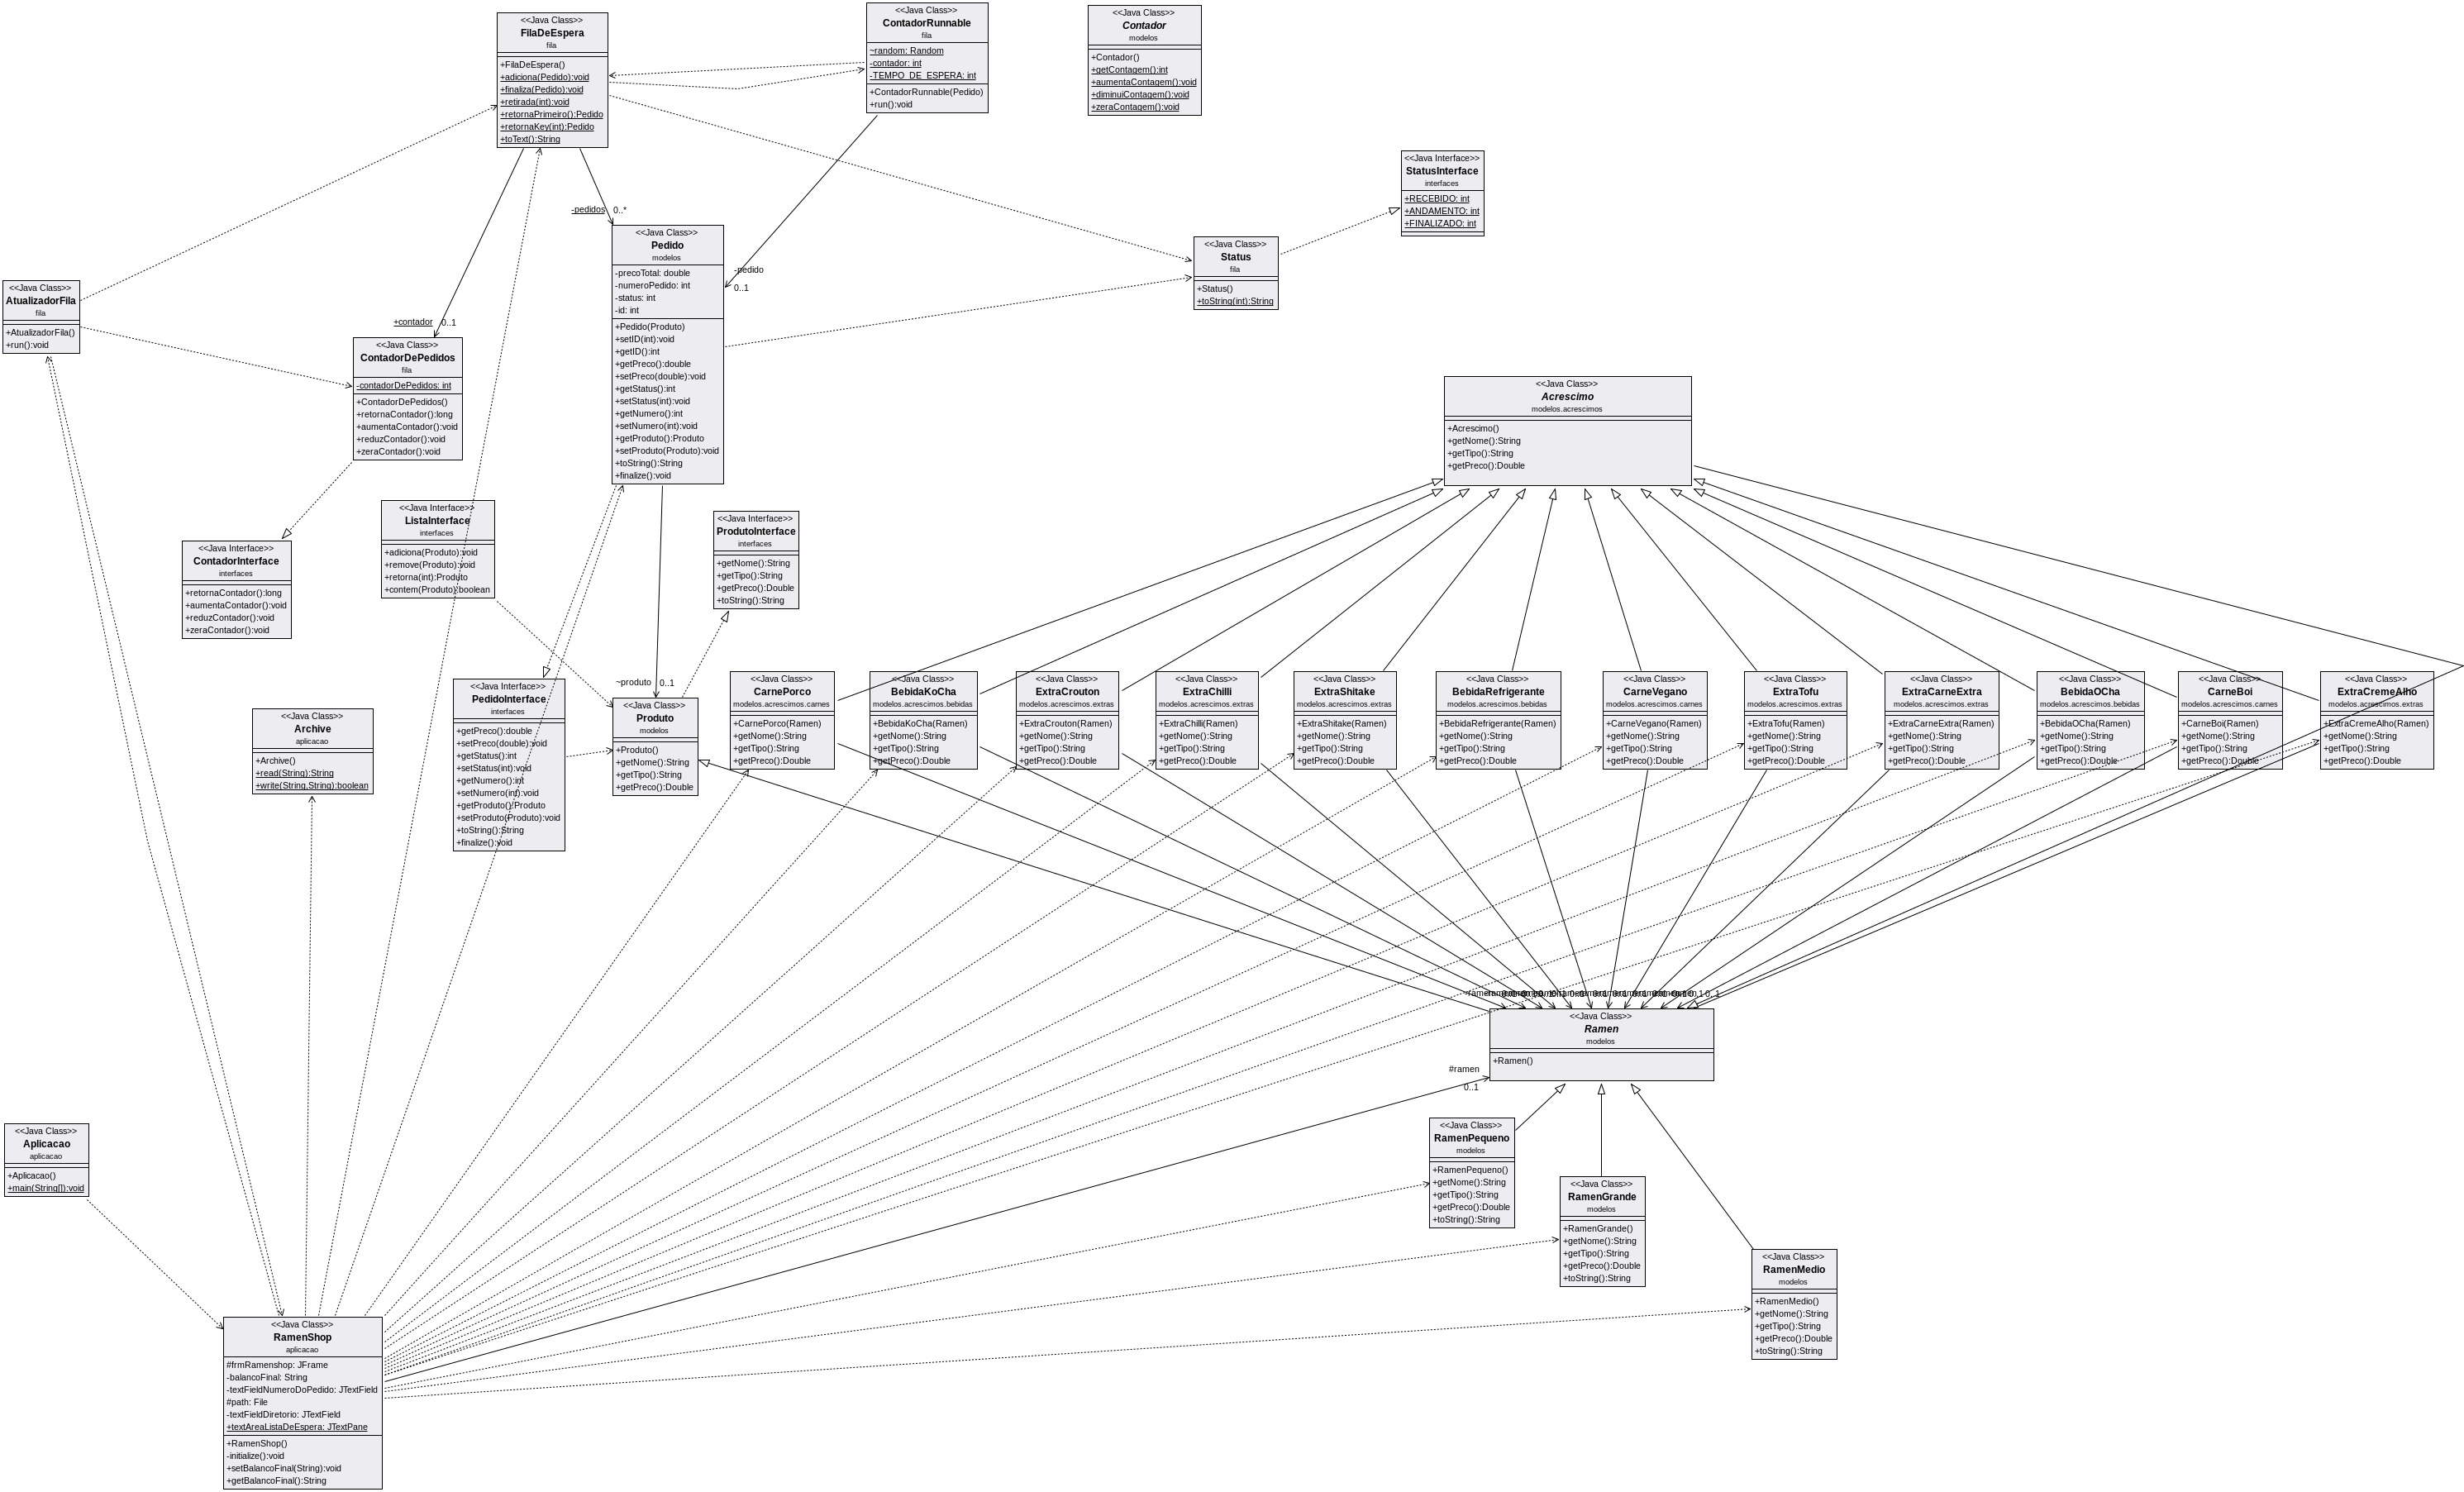 <<Java Class>>
FilaDeEspera
fila
+FilaDeEspera()
+adiciona(Pedido):void
+finaliza(Pedido):void
+retirada(int):void
+retornaPrimeiro():Pedido
+retornaKey(int):Pedido
+toText():String
<<Java Class>>
ContadorRunnable
fila
~random: Random
-contador: int
-TEMPO_DE_ESPERA: int
+ContadorRunnable(Pedido)
+run():void
<<Java Class>>
Contador
modelos
+Contador()
+getContagem():int
+aumentaContagem():void
+diminuiContagem():void
+zeraContagem():void
<<Java Interface>>
StatusInterface
interfaces
+RECEBIDO: int
+ANDAMENTO: int
+FINALIZADO: int
-pedidos 0..*
<<Java Class>>
Pedido
modelos
-precoTotal: double
-numeroPedido: int
-status: int
-id: int
+Pedido(Produto)
+setID(int):void
+getID():int
+getPreco():double
+setPreco(double):void
+getStatus():int
+setStatus(int):void
+getNumero():int
+setNumero(int):void
+getProduto():Produto
+setProduto(Produto):void
+toString():String
+finalize():void
-pedido
0..1
<<Java Class>>
Status
fila
+Status()
+toString(int):String
<<Java Class>>
AtualizadorFila
fila
+AtualizadorFila()
+run():void
+contador 0..1
<<Java Class>>
ContadorDePedidos
fila
-contadorDePedidos: int
+ContadorDePedidos()
+retornaContador():long
+aumentaContador():void
+reduzContador():void
+zeraContador():void
<<Java Class>>
Acrescimo
modelos.acrescimos
+Acrescimo()
+getNome():String
+getTipo():String
+getPreco():Double
<<Java Interface>>
ListaInterface
interfaces
+adiciona(Produto):void
+remove(Produto):void
+retorna(int):Produto
+contem(Produto):boolean
<<Java Interface>>
ProdutoInterface
interfaces
+getNome():String
+getTipo():String
+getPreco():Double
+toString():String
<<Java Interface>>
ContadorInterface
interfaces
+retornaContador():long
+aumentaContador():void
+reduzContador():void
+zeraContador():void
<<Java Interface>>
PedidoInterface
interfaces
+getPreco():double
+setPreco(double):void
+getStatus():int
+setStatus(int):void
+getNumero():int
+setNumero(int):void
+getProduto():Produto
+setProduto(Produto):void
+toString():String
+finalize():void
~produto 0..1
<<Java Class>>
Produto
modelos
+Produto()
+getNome():String
+getTipo():String
+getPreco():Double
<<Java Class>>
CarnePorco
modelos.acrescimos.carnes
+CarnePorco(Ramen)
+getNome():String
+getTipo():String
+getPreco():Double
<<Java Class>>
BebidaKoCha
modelos.acrescimos.bebidas
+BebidaKoCha(Ramen)
+getNome():String
+getTipo():String
+getPreco():Double
<<Java Class>>
ExtraCrouton
modelos.acrescimos.extras
+ExtraCrouton(Ramen)
+getNome():String
+getTipo():String
+getPreco():Double
<<Java Class>>
ExtraChilli
modelos.acrescimos.extras
+ExtraChilli(Ramen)
+getNome():String
+getTipo():String
+getPreco():Double
<<Java Class>>
ExtraShitake
modelos.acrescimos.extras
+ExtraShitake(Ramen)
+getNome():String
+getTipo():String
+getPreco():Double
<<Java Class>>
BebidaRefrigerante
modelos.acrescimos.bebidas
+BebidaRefrigerante(Ramen)
+getNome():String
+getTipo():String
+getPreco():Double
<<Java Class>>
CarneVegano
modelos.acrescimos.carnes
+CarneVegano(Ramen)
+getNome():String
+getTipo():String
+getPreco():Double
<<Java Class>>
ExtraTofu
modelos.acrescimos.extras
+ExtraTofu(Ramen)
+getNome():String
+getTipo():String
+getPreco():Double
<<Java Class>>
ExtraCarneExtra
modelos.acrescimos.extras
+ExtraCarneExtra(Ramen)
+getNome():String
+getTipo():String
+getPreco():Double
<<Java Class>>
BebidaOCha
modelos.acrescimos.bebidas
+BebidaOCha(Ramen)
+getNome():String
+getTipo():String
+getPreco():Double
<<Java Class>>
CarneBoi
modelos.acrescimos.carnes
+CarneBoi(Ramen)
+getNome():String
+getTipo():String
+getPreco():Double
<<Java Class>>
ExtraCremeAlho
modelos.acrescimos.extras
+ExtraCremeAlho(Ramen)
+getNome():String
+getTipo():String
+getPreco():Double
<<Java Class>>
Archive
aplicacao
+Archive()
+read(String):String
+write(String,String):boolean
<<Java Class>>
Ramen
modelos
+Ramen()
#ramen
0..1
<<Java Class>>
RamenPequeno
modelos
+RamenPequeno()
+getNome():String
+getTipo():String
+getPreco():Double
+toString():String
<<Java Class>>
RamenGrande
modelos
+RamenGrande()
+getNome():String
+getTipo():String
+getPreco():Double
+toString():String
<<Java Class>>
RamenMedio
modelos
+RamenMedio()
+getNome():String
+getTipo():String
+getPreco():Double
+toString():String
<<Java Class>>
Aplicacao
aplicacao
+Aplicacao()
+main(String[]):void
<<Java Class>>
RamenShop
aplicacao
#frmRamenshop: JFrame
-balancoFinal: String
-textFieldNumeroDoPedido: JTextField
#path: File
-textFieldDiretorio: JTextField
+textAreaListaDeEspera: JTextPane
+RamenShop()
-initialize():void
+setBalancoFinal(String):void
+getBalancoFinal():String